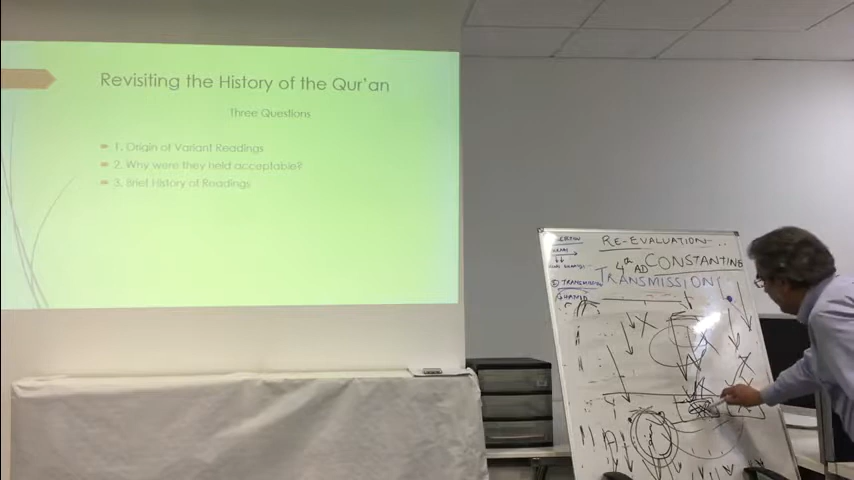 Revisiting the History of the Qur'an
Three Questions
1. Origin of Variant Readings
2. Why were they held acceptable?
3. Brief History of Readings
RE-EVALUATION
4th AD CONSTANTINE
TRANSMISSION